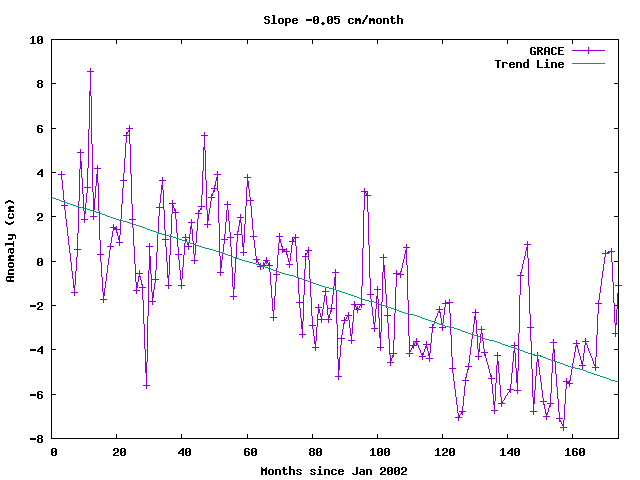 Slope -0.05 cm/month
GRACE
Trend Line
10
8
6
4
2
0
-2
-4
-6
-8
Anomaly (cm)
0 20 40 60 80 100 120 140 160
Months since Jan 2002